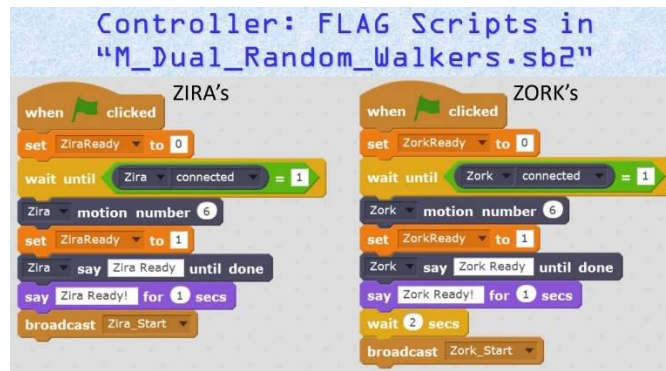 Controller: FLAG Scripts in
"M_Dual_Random_Walkers.sb2"
ZIRA's
when clicked
set ZiraReady to 0
wait until Zira connected = 1
Zira motion number 6
set ZiraReady to 1
Zira say Zira Ready until done
say Zira Ready! for 1 secs
broadcast Zira_Start
ZORK's
when clicked
set ZorkReady to 0
wait until Zork connected = 1
Zork motion number 6
set ZorkReady to 1
Zork say Zork Ready until done
say Zork Ready! for 1 secs
wait 2 secs
broadcast Zork_Start